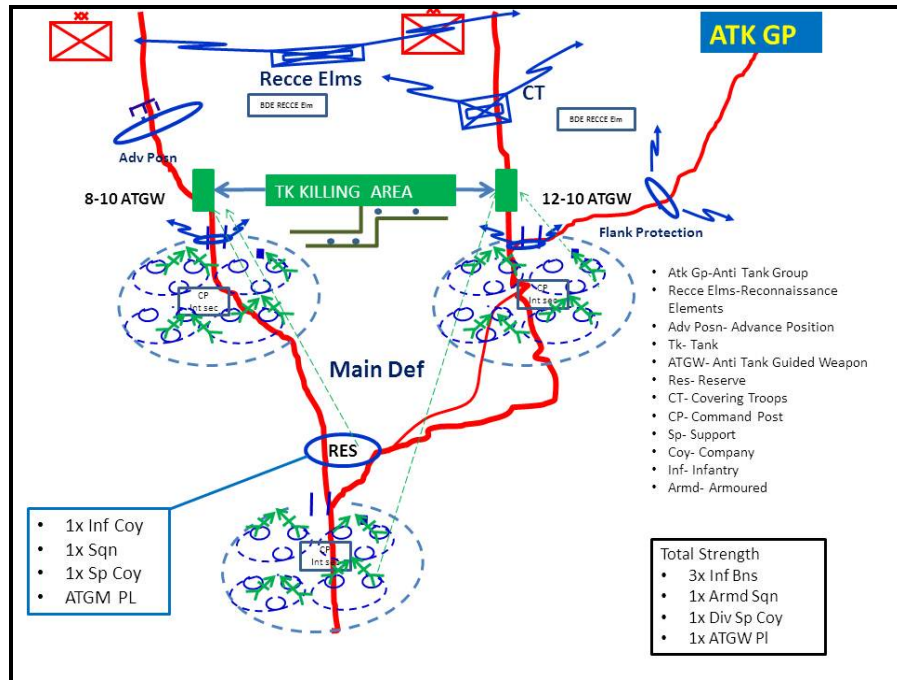 xx
xx
ATK GP
Recce Elms
BDE RECCE Elm
CT
BDE RECCE Elm
Adv Posn
8-10 ATGW
TK KILLING AREA
12-10 ATGW
Flank Protection
CP
Int sec
CP
Int sec
Main Def
• Atk Gp-Anti Tank Group
• Recce Elms-Reconnaissance
Elements
• Adv Posn- Advance Position
• Tk- Tank
• ATGW- Anti Tank Guided Weapon
• Res- Reserve
• CT- Covering Troops
• CP- Command Post
• Sp- Support
• Coy- Company
• Inf- Infantry
• Armd- Armoured
RES
• 1x Inf Coy
• 1x Sqn
• 1x Sp Coy
• ATGM PL
CP
Int sec
Total Strength
• 3x Inf Bns
• 1x Armd Sqn
• 1x Div Sp Coy
• 1x ATGW Pl